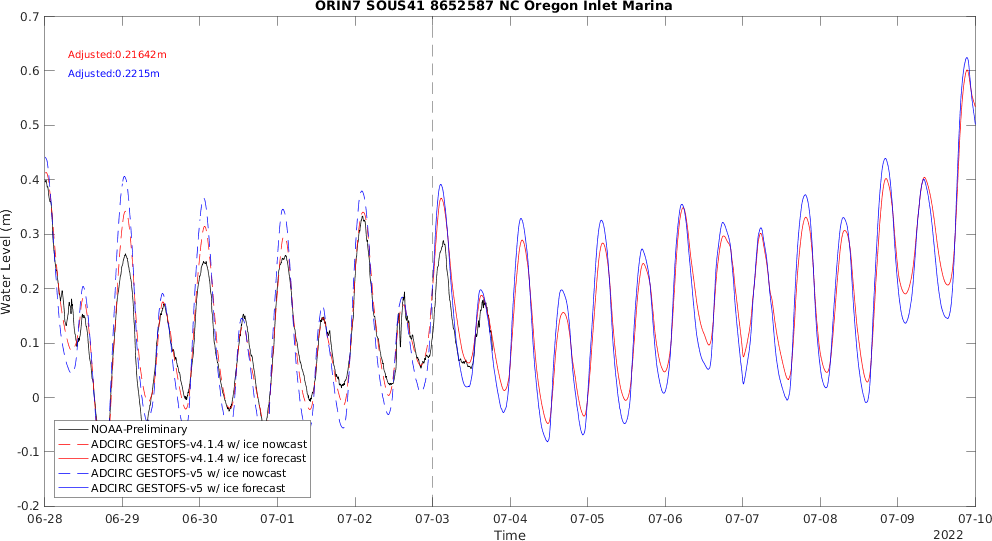 ORIN7 SOUS41 8652587 NC Oregon Inlet Marina
0.7
Adjusted:0.21642m
0.6
Adjusted:0.2215m
0.5
0.4
0.3
Water Level (m)
0.2
0.1
0
NOAA-Preliminary
ADCIRC GESTOFS-v4.1.4 w/ ice nowcast
-0.1
ADCIRC GESTOFS-v4.1.4 w/ ice forecast
ADCIRC GESTOFS-v5 w/ ice nowcast
ADCIRC GESTOFS-v5 w/ ice forecast
-0.2
06-28 06-29 06-30 07-01 07-02 07-03 07-04 07-05 07-06 07-07 07-08 07-09 07-10
Time
2022